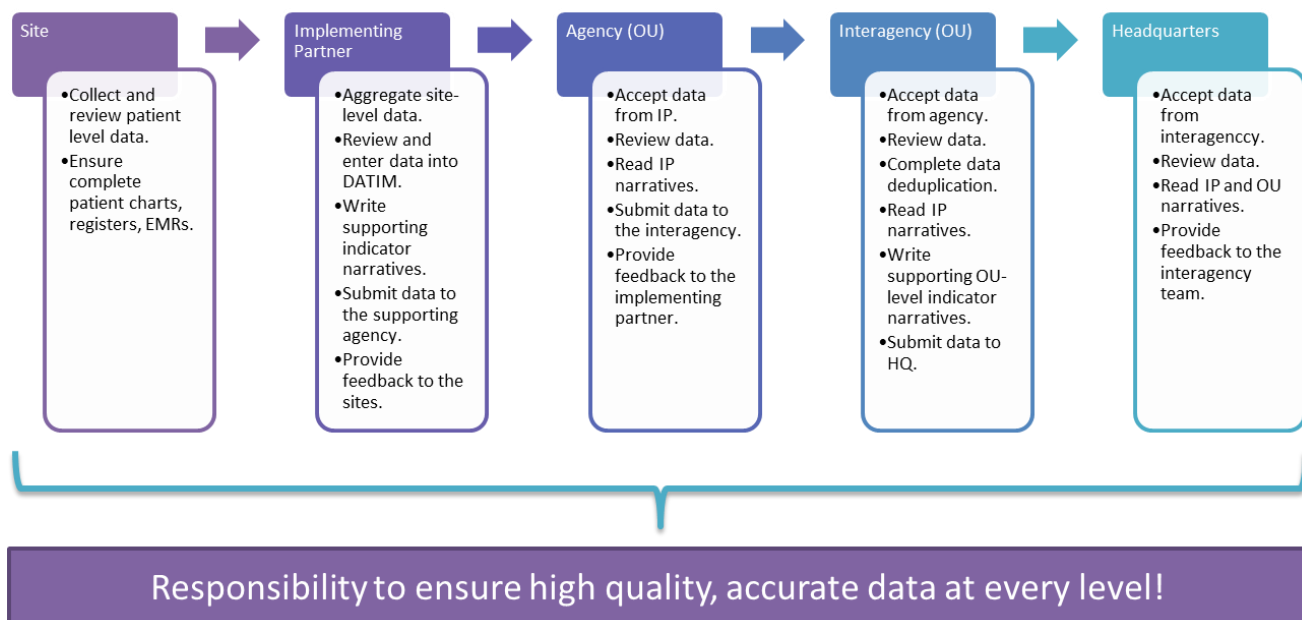 Site
•Collect and
review patient
level data.
•Ensure
complete
patient charts,
registers, EMRs.
Implementing
Partner
•Aggregate site-
level data.
•Review and
enter data into
DATIM.
•Write
supporting
indicator
narratives.
•Submit data to
the supporting
agency.
•Provide
feedback to the
sites.
Agency (OU)
•Accept data
from IP.
•Review data.
•Read IP
narratives.
•Submit data to
the interagency.
•Provide
feedback to the
implementing
partner.
Interagency (OU)
•Accept data
from agency.
•Review data.
•Complete data
deduplication.
•Read IP
narratives.
•Write
supporting OU-
level indicator
narratives.
•Submit data to
HQ.
Headquarters
•Accept data
from
interagenccy.
•Review data.
•Read IP and OU
narratives.
•Provide
feedback to the
interagency
team.
Responsibility to ensure high quality, accurate data at every level!